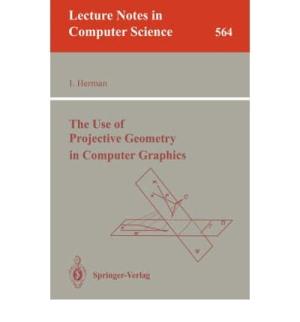 Lecture Notes in
Computer Science 564
I. Herman
The Use of
Projective Geometry
in Computer Graphics
Springer-Verlag